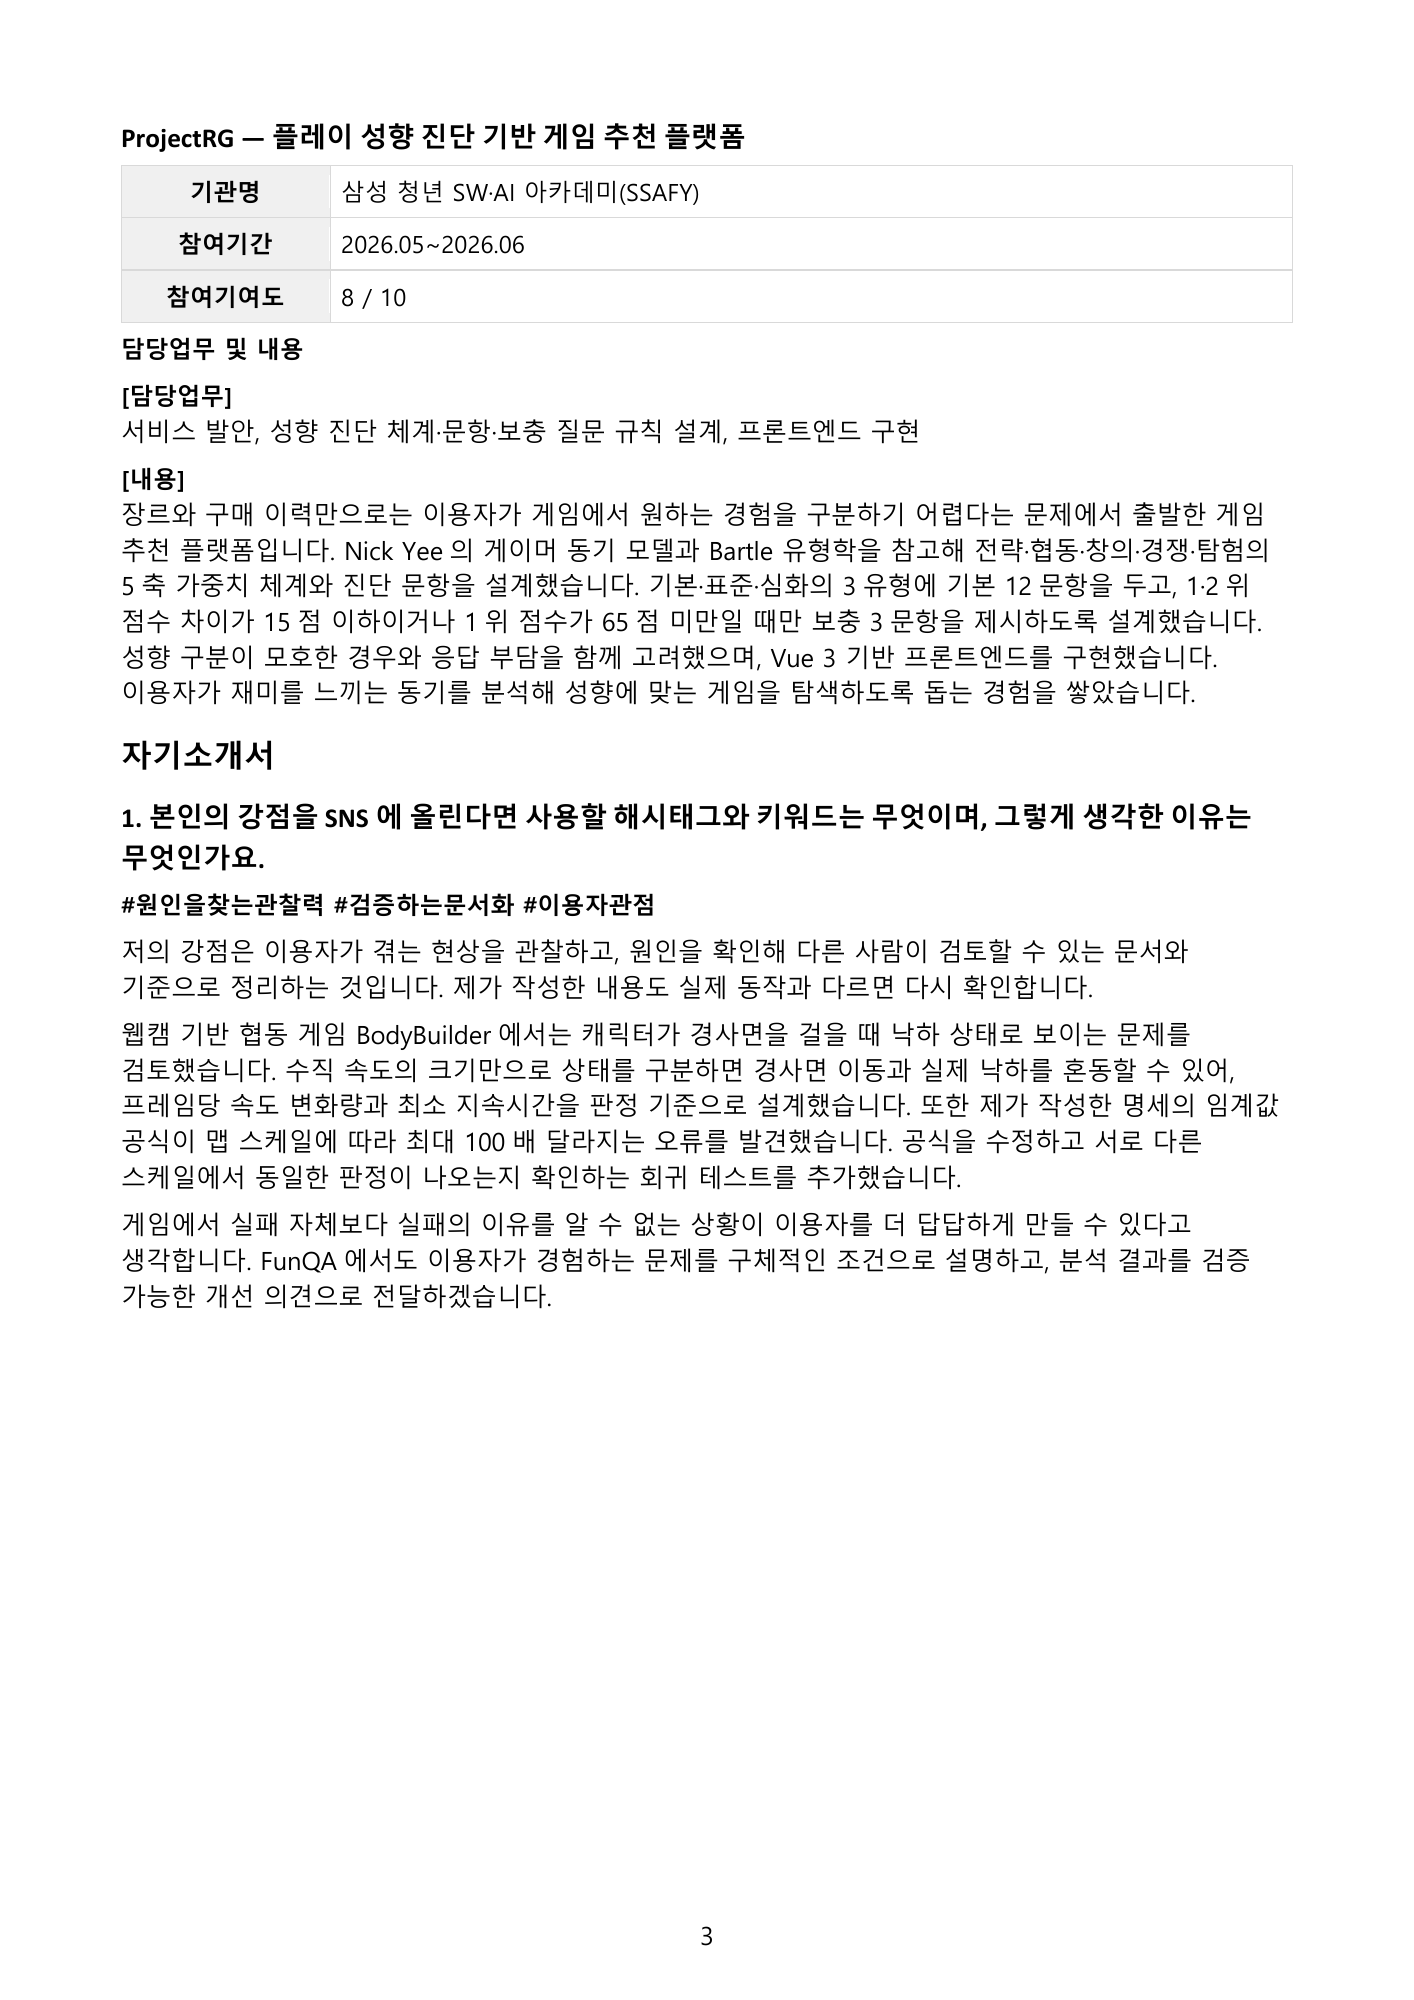 ProjectRG — 플레이 성향 진단 기반 게임 추천 플랫폼
기관명 삼성 청년 SW·AI 아카데미(SSAFY)
참여기간 2026.05~2026.06
참여기여도 8 / 10
담당업무 및 내용
[담당업무]
서비스 발안, 성향 진단 체계·문항·보충 질문 규칙 설계, 프론트엔드 구현
[내용]
장르와 구매 이력만으로는 이용자가 게임에서 원하는 경험을 구분하기 어렵다는 문제에서 출발한 게임
추천 플랫폼입니다. Nick Yee 의 게이머 동기 모델과 Bartle 유형학을 참고해 전략·협동·창의·경쟁·탐험의
5 축 가중치 체계와 진단 문항을 설계했습니다. 기본·표준·심화의 3 유형에 기본 12 문항을 두고, 1·2 위
점수 차이가 15 점 이하이거나 1 위 점수가 65 점 미만일 때만 보충 3 문항을 제시하도록 설계했습니다.
성향 구분이 모호한 경우와 응답 부담을 함께 고려했으며, Vue 3 기반 프론트엔드를 구현했습니다.
이용자가 재미를 느끼는 동기를 분석해 성향에 맞는 게임을 탐색하도록 돕는 경험을 쌓았습니다.
자기소개서
1. 본인의 강점을 SNS 에 올린다면 사용할 해시태그와 키워드는 무엇이며, 그렇게 생각한 이유는
무엇인가요.
#원인을찾는관찰력 #검증하는문서화 #이용자관점
저의 강점은 이용자가 겪는 현상을 관찰하고, 원인을 확인해 다른 사람이 검토할 수 있는 문서와
기준으로 정리하는 것입니다. 제가 작성한 내용도 실제 동작과 다르면 다시 확인합니다.
웹캠 기반 협동 게임 BodyBuilder 에서는 캐릭터가 경사면을 걸을 때 낙하 상태로 보이는 문제를
검토했습니다. 수직 속도의 크기만으로 상태를 구분하면 경사면 이동과 실제 낙하를 혼동할 수 있어,
프레임당 속도 변화량과 최소 지속시간을 판정 기준으로 설계했습니다. 또한 제가 작성한 명세의 임계값
공식이 맵 스케일에 따라 최대 100 배 달라지는 오류를 발견했습니다. 공식을 수정하고 서로 다른
스케일에서 동일한 판정이 나오는지 확인하는 회귀 테스트를 추가했습니다.
게임에서 실패 자체보다 실패의 이유를 알 수 없는 상황이 이용자를 더 답답하게 만들 수 있다고
생각합니다. FunQA 에서도 이용자가 경험하는 문제를 구체적인 조건으로 설명하고, 분석 결과를 검증
가능한 개선 의견으로 전달하겠습니다.
3